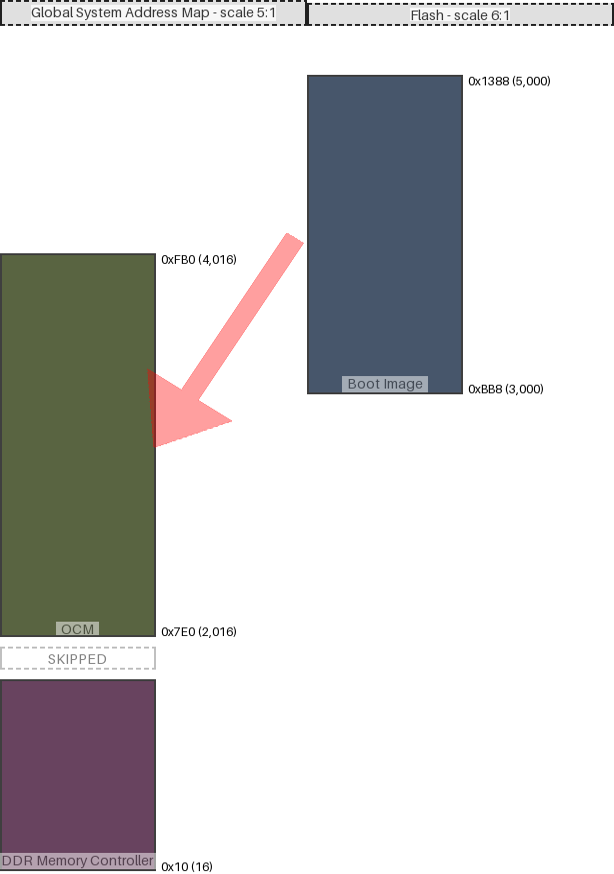 Global System Address Map - scale 5:1
Flash - scale 6:1
0x1388 (5,000)
0xFB0 (4,016)
Boot Image
0xBB8 (3,000)
OCM
0x7E0 (2,016)
SKIPPED
DDR Memory Controller
0x10 (16)